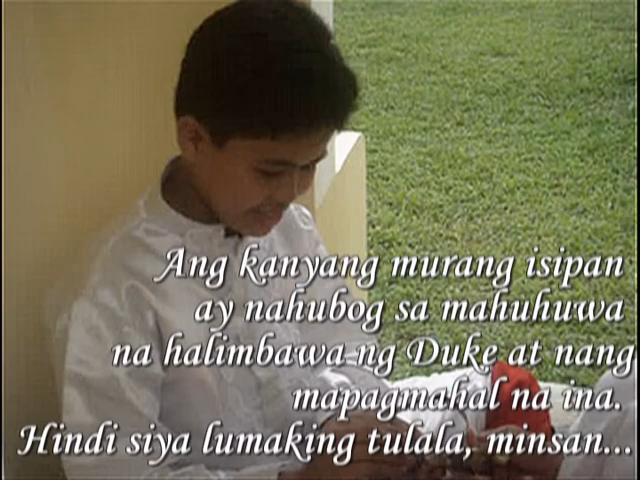 Ang kanyang murang isipan
ay nahubog sa mahuhuwa
na halimbawa ng Duke at nang
mapagmahal na ina.
Hindi siya lumaking tulala, minsan...